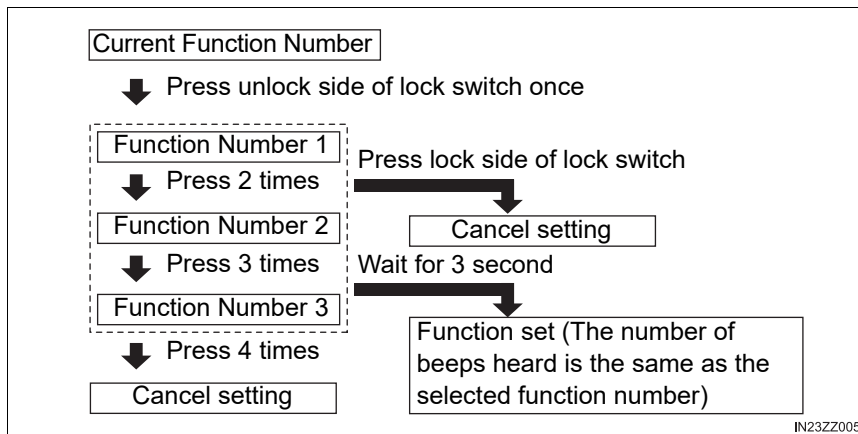 Current Function Number
Press unlock side of lock switch once
Function Number 1
Press lock side of lock switch
Press 2 times
Function Number 2
Cancel setting
Press 3 times
Wait for 3 second
Function Number 3
Function set (The number of
beeps heard is the same as the
selected function number)
Press 4 times
Cancel setting
IN23ZZ005